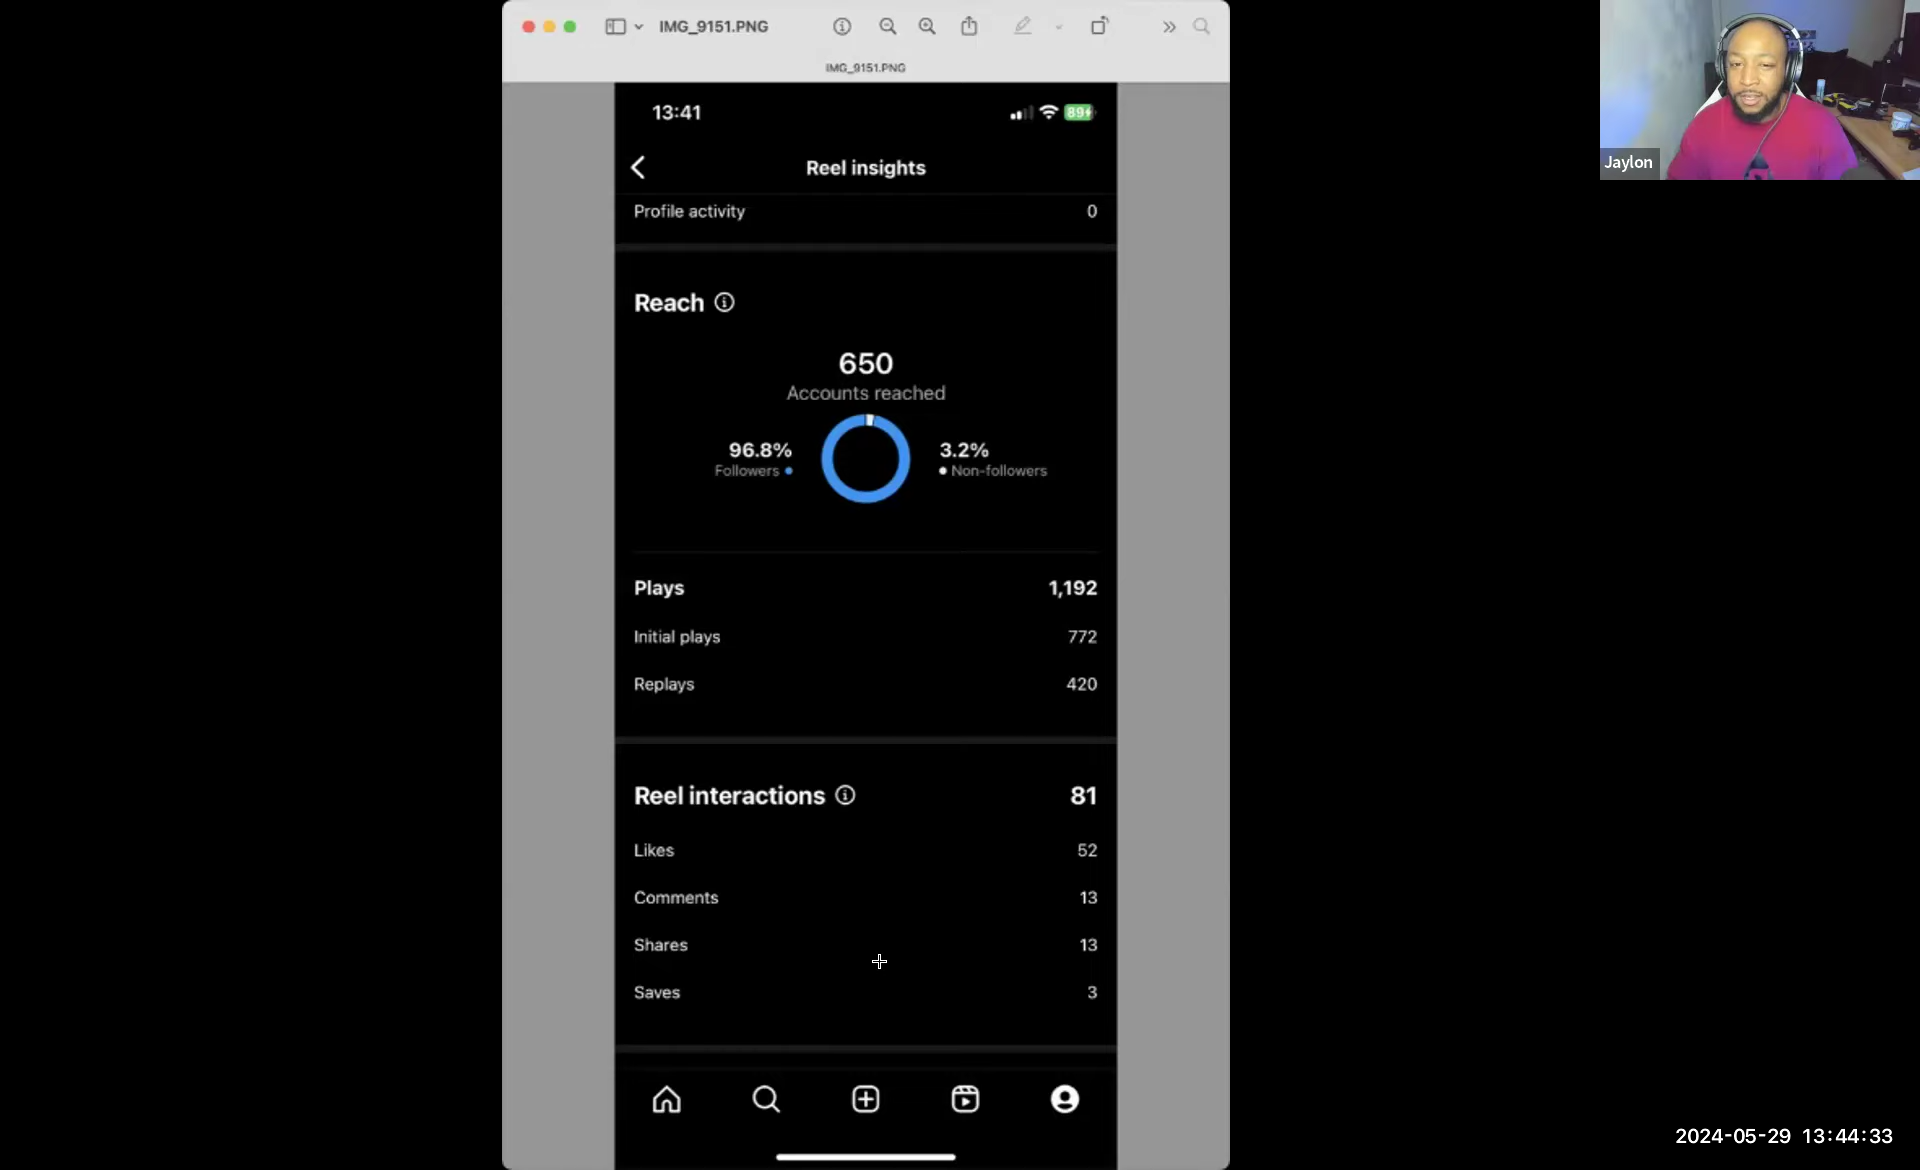 IMG_9151.PNG
IMG_9151.PNG
13:41
89
Reel insights
Profile activity 0
Reach
650
Accounts reached
96.8% 3.2%
Followers Non-followers
Plays 1,192
Initial plays 772
Replays 420
Reel interactions 81
Likes 52
Comments 13
Shares 13
Saves 3
Jaylon
2024-05-29 13:44:33